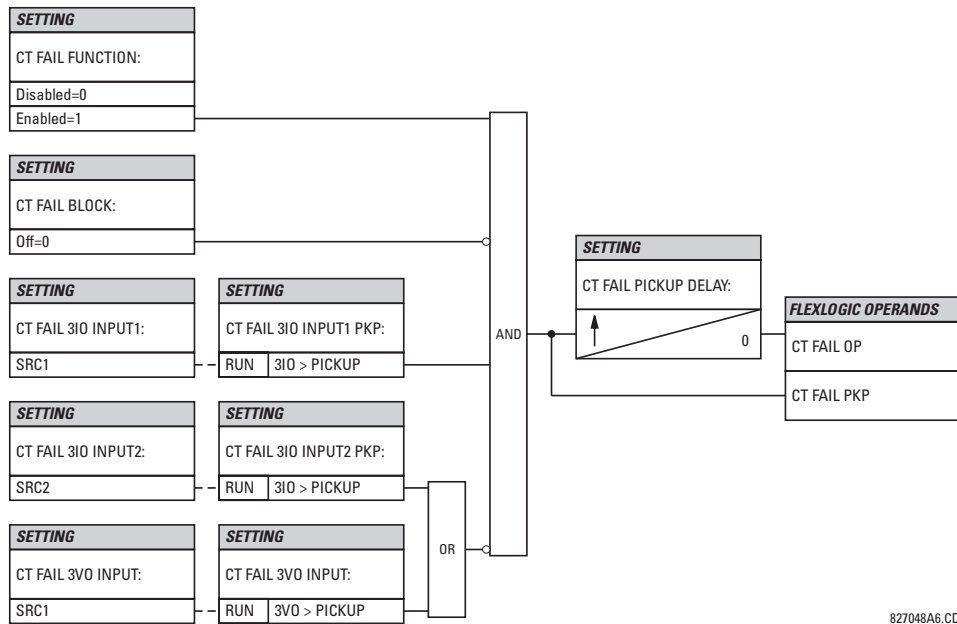 SETTING
CT FAIL FUNCTION:
Disabled=0
Enabled=1
SETTING
CT FAIL BLOCK:
Off=0
SETTING
CT FAIL 3IO INPUT1:
SRC1
SETTING
CT FAIL 3IO INPUT1 PKP:
RUN 3IO > PICKUP
SETTING
CT FAIL 3IO INPUT2:
SRC2
SETTING
CT FAIL 3IO INPUT2 PKP:
RUN 3IO > PICKUP
SETTING
CT FAIL 3VO INPUT:
SRC1
SETTING
CT FAIL 3VO INPUT:
RUN 3VO > PICKUP
OR
AND
SETTING
CT FAIL PICKUP DELAY:
0
FLEXLOGIC OPERANDS
CT FAIL OP
CT FAIL PKP
827048A6.CD